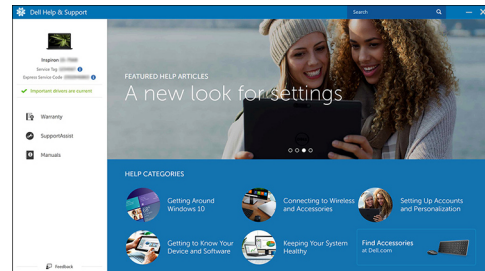 Dell Help & Support
Search
Inspiron
Service Tag
Express Service Code
Important drivers are current
Warranty
SupportAssist
Manuals
Feedback
FEATURED HELP ARTICLES
A new look for settings
HELP CATEGORIES
Getting Around
Windows 10
Connecting to Wireless
and Accessories
Setting Up Accounts
and Personalization
Getting to Know Your
Device and Software
Keeping Your System
Healthy
Find Accessories
at Dell.com